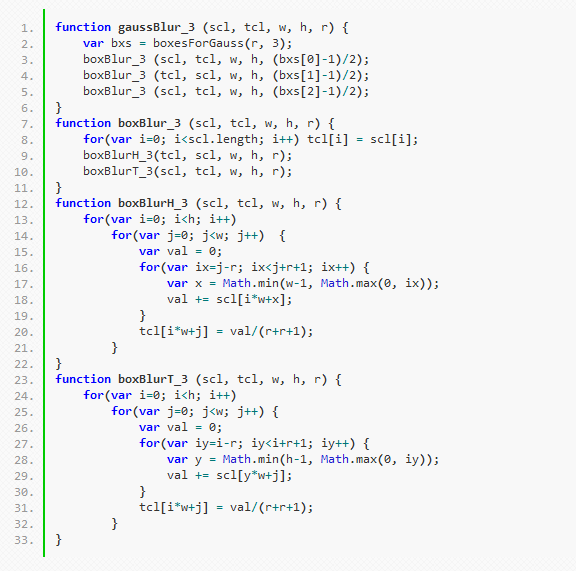 1. function gaussBlur_3 (scl, tcl, w, h, r) {
2.     var bxs = boxesForGauss(r, 3);
3.     boxBlur_3 (scl, tcl, w, h, (bxs[0]-1)/2);
4.     boxBlur_3 (tcl, scl, w, h, (bxs[1]-1)/2);
5.     boxBlur_3 (scl, tcl, w, h, (bxs[2]-1)/2);
6. }
7. function boxBlur_3 (scl, tcl, w, h, r) {
8.     for(var i=0; i<scl.length; i++) tcl[i] = scl[i];
9.     boxBlurH_3(tcl, scl, w, h, r);
10.     boxBlurT_3(scl, tcl, w, h, r);
11. }
12. function boxBlurH_3 (scl, tcl, w, h, r) {
13.     for(var i=0; i<h; i++)
14.         for(var j=0; j<w; j++)  {
15.             var val = 0;
16.             for(var ix=j-r; ix<j+r+1; ix++) {
17.                 var x = Math.min(w-1, Math.max(0, ix));
18.                 val += scl[i*w+x];
19.             }
20.             tcl[i*w+j] = val/(r+r+1);
21.         }
22. }
23. function boxBlurT_3 (scl, tcl, w, h, r) {
24.     for(var i=0; i<h; i++)
25.         for(var j=0; j<w; j++) {
26.             var val = 0;
27.             for(var iy=i-r; iy<i+r+1; iy++) {
28.                 var y = Math.min(h-1, Math.max(0, iy));
29.                 val += scl[y*w+j];
30.             }
31.             tcl[i*w+j] = val/(r+r+1);
32.         }
33. }